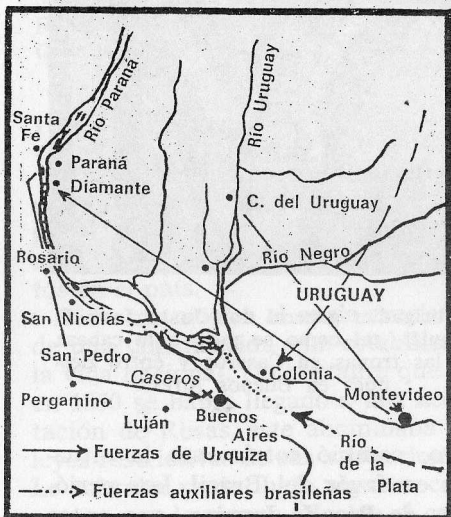 Río Paraná
Río Uruguay
Santa
Fe
Paraná
Diamante
C. del Uruguay
Río Negro
Rosario
URUGUAY
San Nicolás
San Pedro
Caseros
Colonia
Montevideo
Pergamino
Luján
Buenos
Aires
Río
de la
Plata
Fuerzas de Urquiza
Fuerzas auxiliares brasileñas